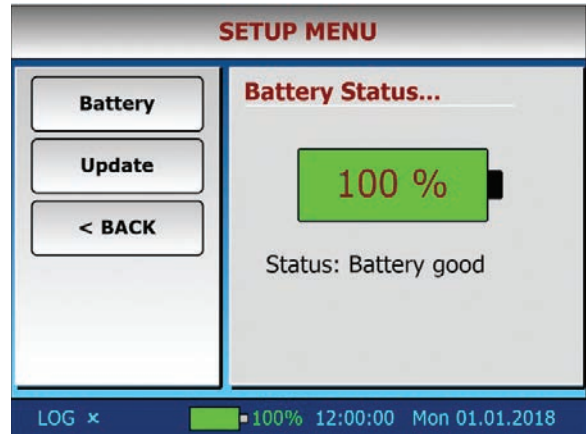 SETUP MENU
Battery
Update
< BACK
Battery Status...
100 %
Status: Battery good
LOG × 100% 12:00:00 Mon 01.01.2018